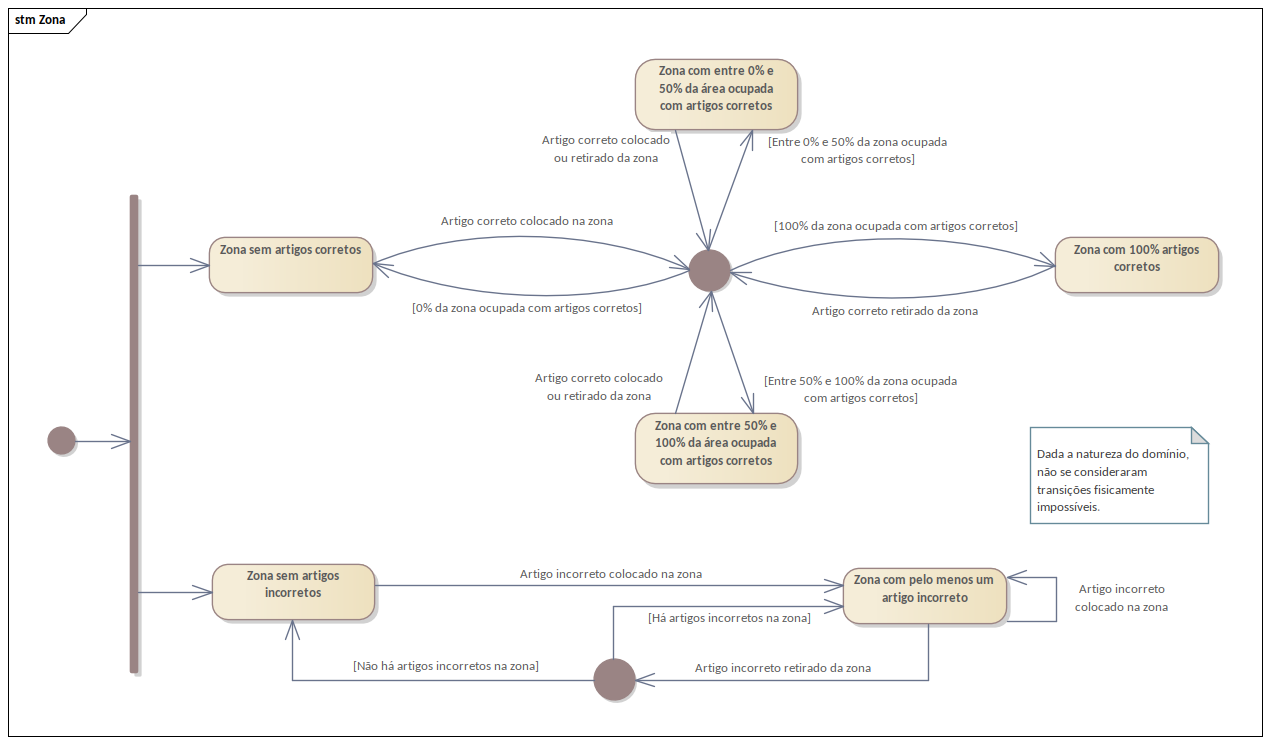 stm Zona
Zona com entre 0% e
50% da área ocupada
com artigos corretos
Artigo correto colocado
ou retirado da zona
[Entre 0% e 50% da zona ocupada
com artigos corretos]
Artigo correto colocado na zona
[100% da zona ocupada com artigos corretos]
Zona sem artigos corretos
Zona com 100% artigos
corretos
[0% da zona ocupada com artigos corretos]
Artigo correto retirado da zona
Artigo correto colocado
ou retirado da zona
[Entre 50% e 100% da zona ocupada
com artigos corretos]
Zona com entre 50% e
100% da área ocupada
com artigos corretos
Dada a natureza do domínio,
não se consideraram
transições fisicamente
impossíveis.
Zona sem artigos
incorretos
Artigo incorreto colocado na zona
Zona com pelo menos um
artigo incorreto
Artigo incorreto
colocado na zona
[Há artigos incorretos na zona]
[Não há artigos incorretos na zona]
Artigo incorreto retirado da zona